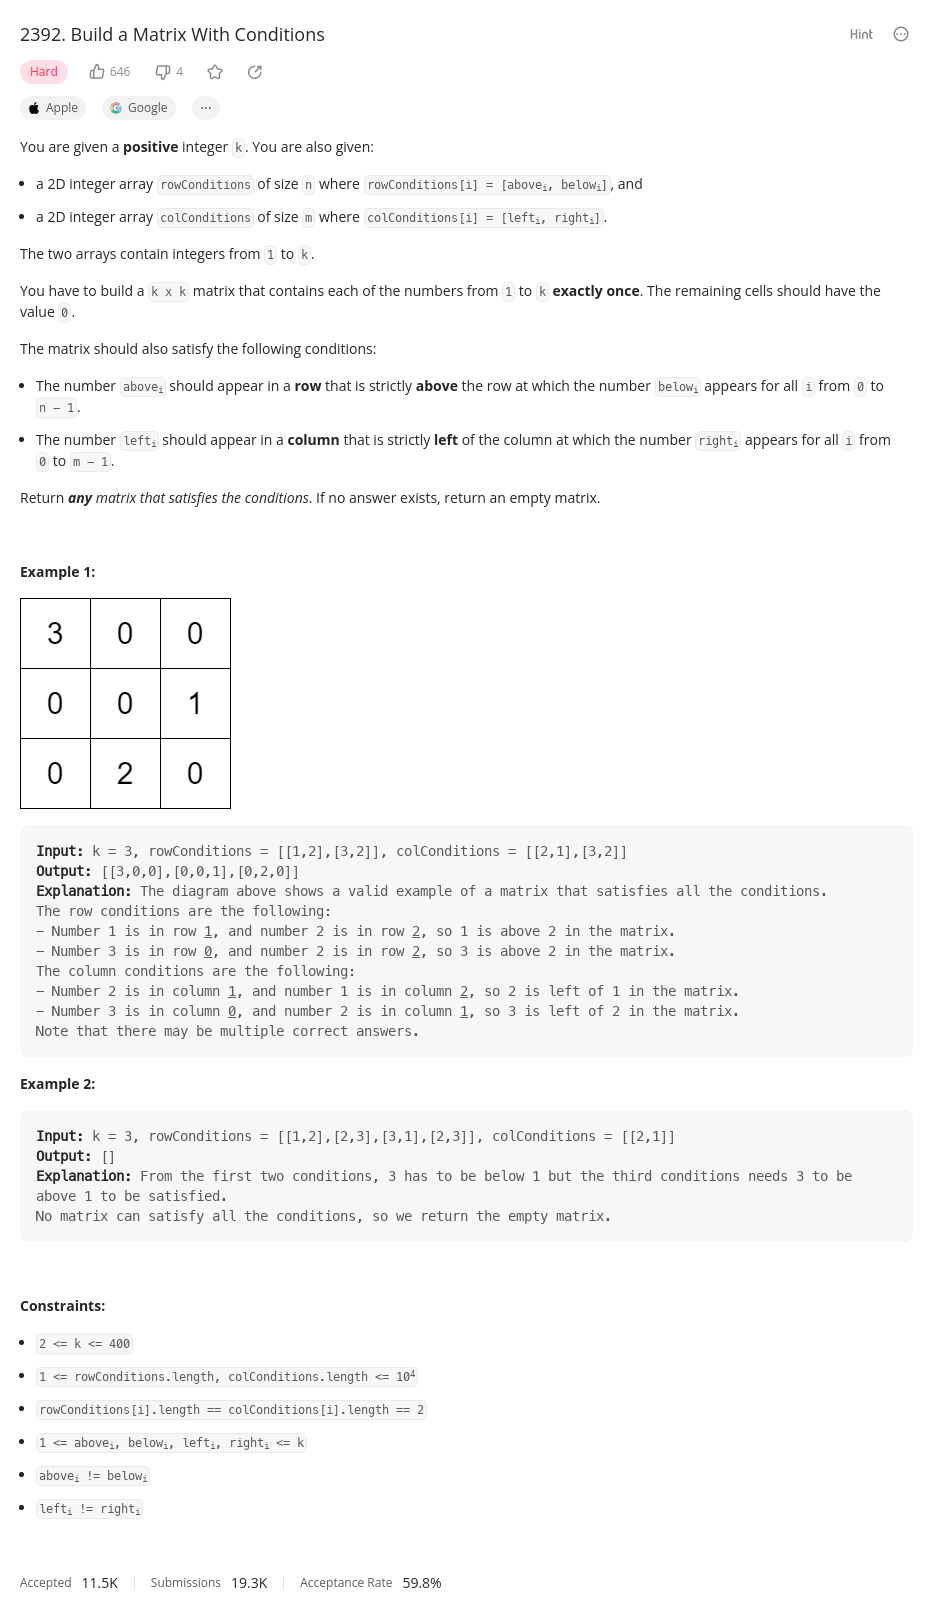 2392. Build a Matrix With Conditions
Hint
Hard 646 4
Apple Google ...
You are given a positive integer k. You are also given:
• a 2D integer array rowConditions of size n where rowConditions[i] = [aboveᵢ, belowᵢ], and
• a 2D integer array colConditions of size m where colConditions[i] = [leftᵢ, rightᵢ].
The two arrays contain integers from 1 to k.
You have to build a k x k matrix that contains each of the numbers from 1 to k exactly once. The remaining cells should have the
value 0.
The matrix should also satisfy the following conditions:
• The number aboveᵢ should appear in a row that is strictly above the row at which the number belowᵢ appears for all i from 0 to
n - 1.
• The number leftᵢ should appear in a column that is strictly left of the column at which the number rightᵢ appears for all i from
0 to m - 1.
Return any matrix that satisfies the conditions. If no answer exists, return an empty matrix.
Example 1:
3 0 0
0 0 1
0 2 0
Input: k = 3, rowConditions = [[1,2],[3,2]], colConditions = [[2,1],[3,2]]
Output: [[3,0,0],[0,0,1],[0,2,0]]
Explanation: The diagram above shows a valid example of a matrix that satisfies all the conditions.
The row conditions are the following:
- Number 1 is in row 1, and number 2 is in row 2, so 1 is above 2 in the matrix.
- Number 3 is in row 0, and number 2 is in row 2, so 3 is above 2 in the matrix.
The column conditions are the following:
- Number 2 is in column 1, and number 1 is in column 2, so 2 is left of 1 in the matrix.
- Number 3 is in column 0, and number 2 is in column 1, so 3 is left of 2 in the matrix.
Note that there may be multiple correct answers.
Example 2:
Input: k = 3, rowConditions = [[1,2],[2,3],[3,1],[2,3]], colConditions = [[2,1]]
Output: []
Explanation: From the first two conditions, 3 has to be below 1 but the third conditions needs 3 to be
above 1 to be satisfied.
No matrix can satisfy all the conditions, so we return the empty matrix.
Constraints:
• 2 <= k <= 400
• 1 <= rowConditions.length, colConditions.length <= 10⁴
• rowConditions[i].length == colConditions[i].length == 2
• 1 <= aboveᵢ, belowᵢ, leftᵢ, rightᵢ <= k
• aboveᵢ != belowᵢ
• leftᵢ != rightᵢ
Accepted 11.5K Submissions 19.3K Acceptance Rate 59.8%